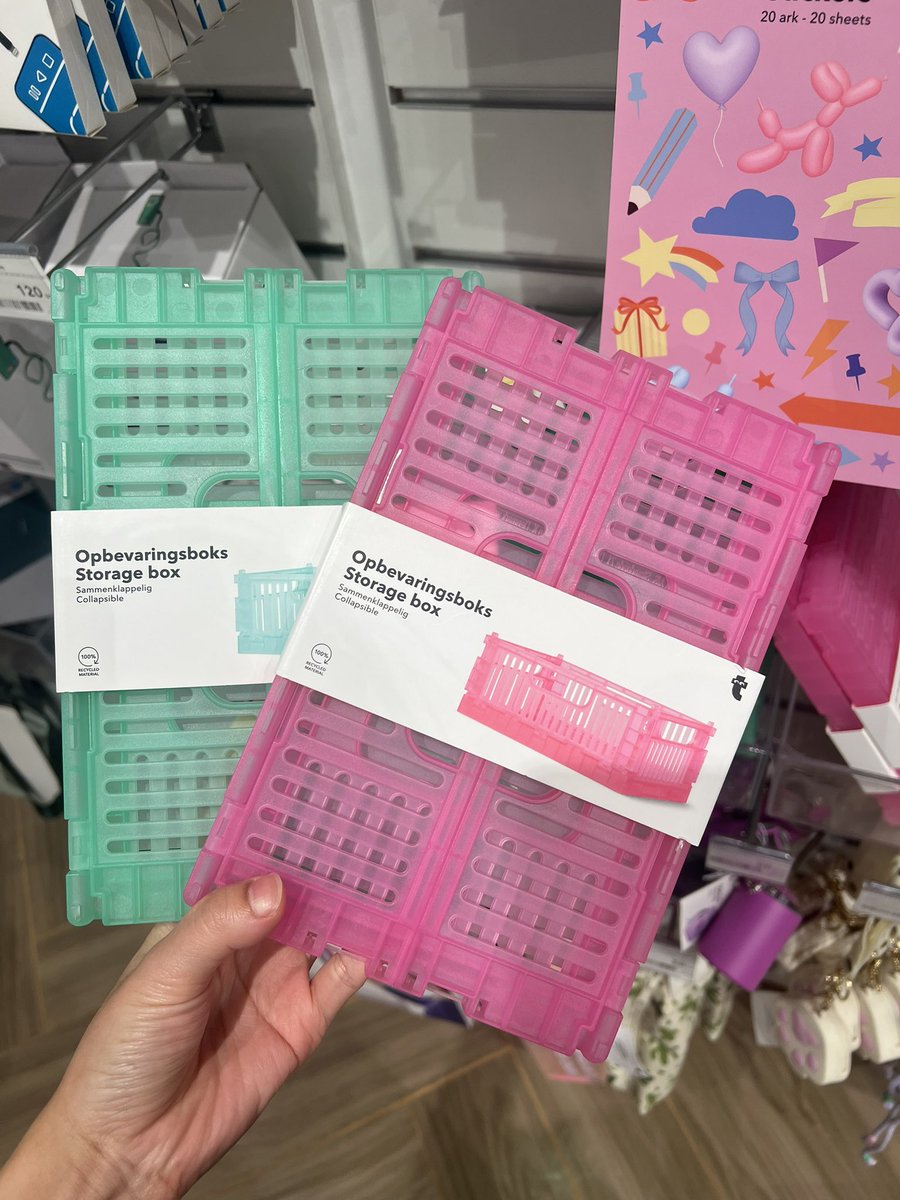 20 ark - 20 sheets
120
Opbevaringsboks
Storage box
Sammenklappelig
Collapsible
100%
RECYCLED
MATERIAL
Opbevaringsboks
Storage box
Sammenklappelig
Collapsible
100%
RECYCLED
MATERIAL
t